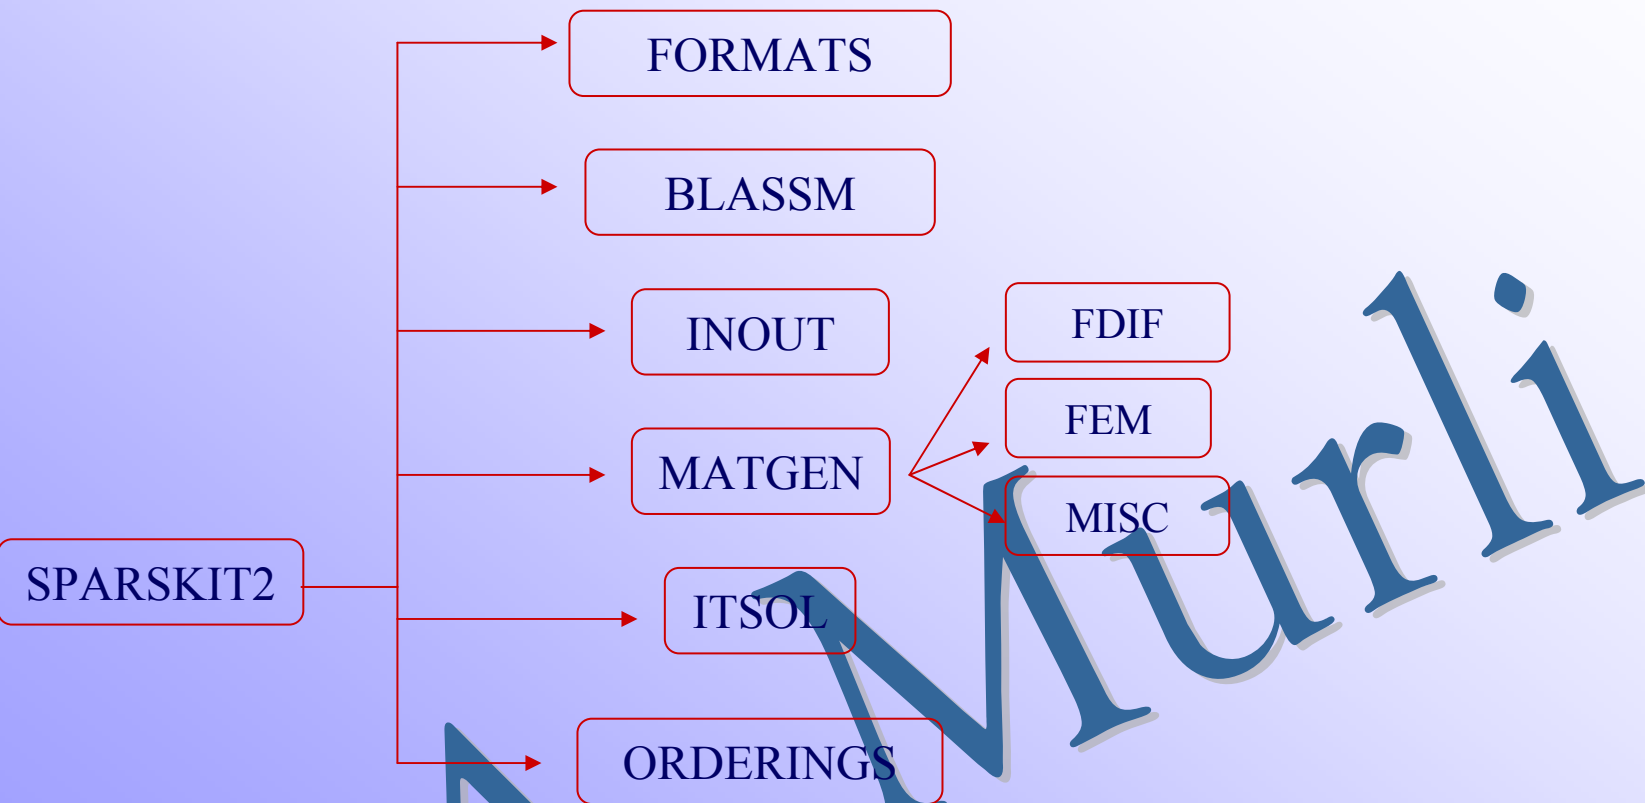 FORMATS
BLASSM
INOUT
FDIF
FEM
MATGEN
MISC
SPARSKIT2
ITSOL
ORDERINGS
Murli